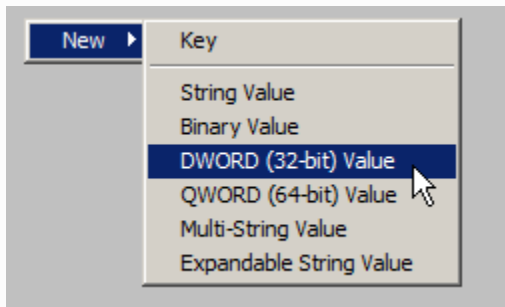 New
Key
String Value
Binary Value
DWORD (32-bit) Value
QWORD (64-bit) Value
Multi-String Value
Expandable String Value